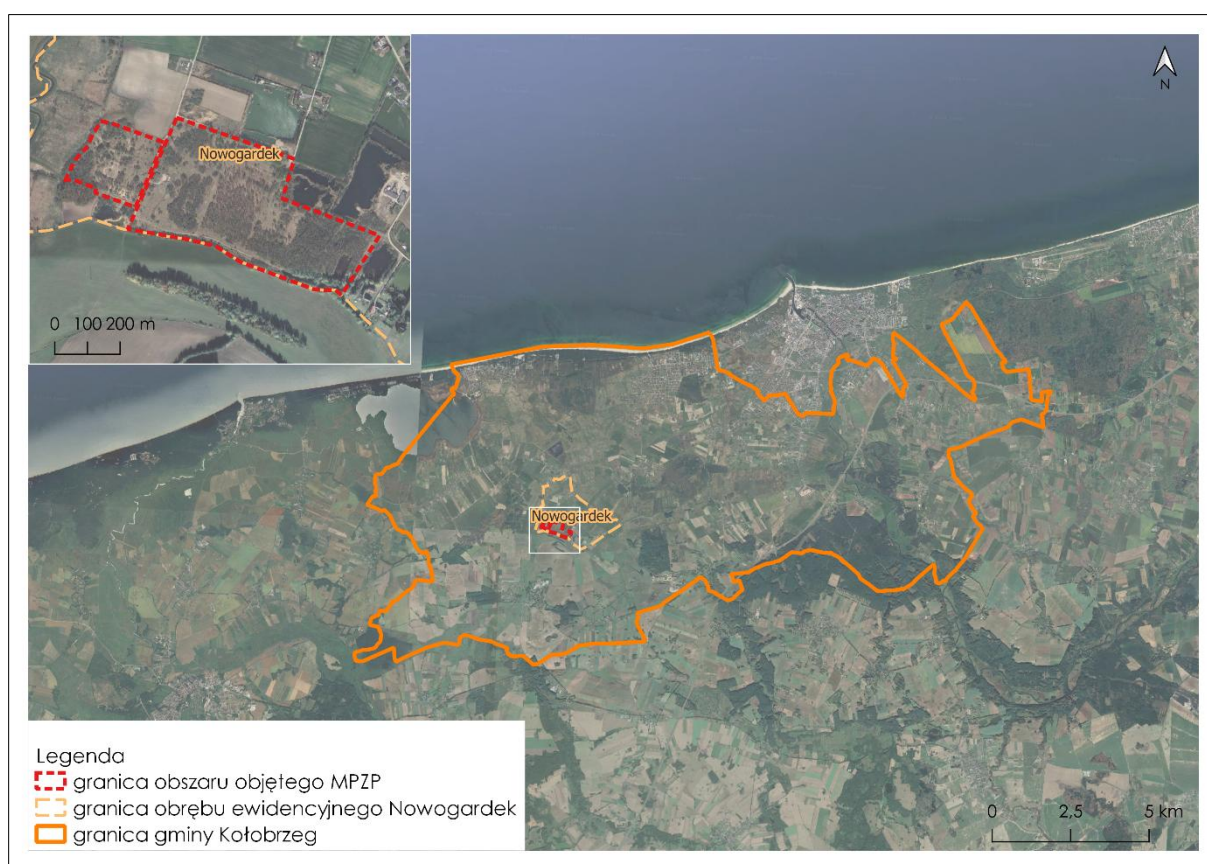 Nowogardek
0 100 200 m
N
Nowogardek
Legenda
granica obszaru objętego MPZP
granica obrębu ewidencyjnego Nowogardek
granica gminy Kołobrzeg
0 2,5 5 km